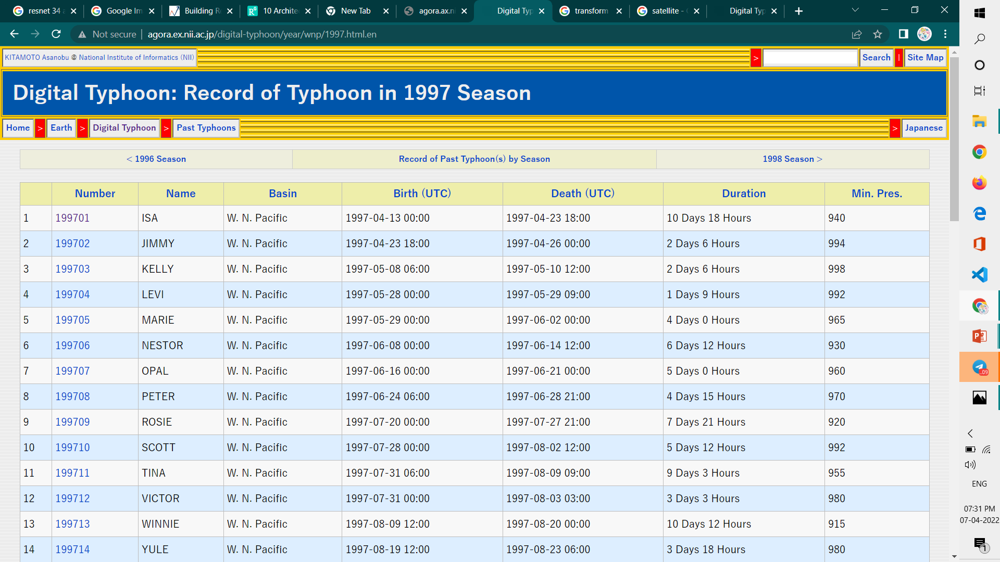 resnet 34 a
Google Im
Building R
10 Archite
New Tab
agora.ax.ni
Digital Typ
transform
satellite - G
Digital Typ
Not secure
agora.ex.nii.ac.jp/digital-typhoon/year/wnp/1997.html.en
KITAMOTO Asanobu @ National Institute of Informatics (NII)
> Search | Site Map
Digital Typhoon: Record of Typhoon in 1997 Season
Home > Earth > Digital Typhoon > Past Typhoons > Japanese
< 1996 Season Record of Past Typhoon(s) by Season 1998 Season >
Number Name Basin Birth (UTC) Death (UTC) Duration Min. Pres.
1 199701 ISA W. N. Pacific 1997-04-13 00:00 1997-04-23 18:00 10 Days 18 Hours 940
2 199702 JIMMY W. N. Pacific 1997-04-23 18:00 1997-04-26 00:00 2 Days 6 Hours 994
3 199703 KELLY W. N. Pacific 1997-05-08 06:00 1997-05-10 12:00 2 Days 6 Hours 998
4 199704 LEVI W. N. Pacific 1997-05-28 00:00 1997-05-29 09:00 1 Days 9 Hours 992
5 199705 MARIE W. N. Pacific 1997-05-29 00:00 1997-06-02 00:00 4 Days 0 Hours 965
6 199706 NESTOR W. N. Pacific 1997-06-08 00:00 1997-06-14 12:00 6 Days 12 Hours 930
7 199707 OPAL W. N. Pacific 1997-06-16 00:00 1997-06-21 00:00 5 Days 0 Hours 960
8 199708 PETER W. N. Pacific 1997-06-24 06:00 1997-06-28 21:00 4 Days 15 Hours 970
9 199709 ROSIE W. N. Pacific 1997-07-20 00:00 1997-07-27 21:00 7 Days 21 Hours 920
10 199710 SCOTT W. N. Pacific 1997-07-28 00:00 1997-08-02 12:00 5 Days 12 Hours 992
11 199711 TINA W. N. Pacific 1997-07-31 06:00 1997-08-09 09:00 9 Days 3 Hours 955
12 199712 VICTOR W. N. Pacific 1997-07-31 00:00 1997-08-03 03:00 3 Days 3 Hours 980
13 199713 WINNIE W. N. Pacific 1997-08-09 12:00 1997-08-20 00:00 10 Days 12 Hours 915
14 199714 YULE W. N. Pacific 1997-08-19 12:00 1997-08-23 06:00 3 Days 18 Hours 980
..09
ENG
07:31 PM
07-04-2022
1